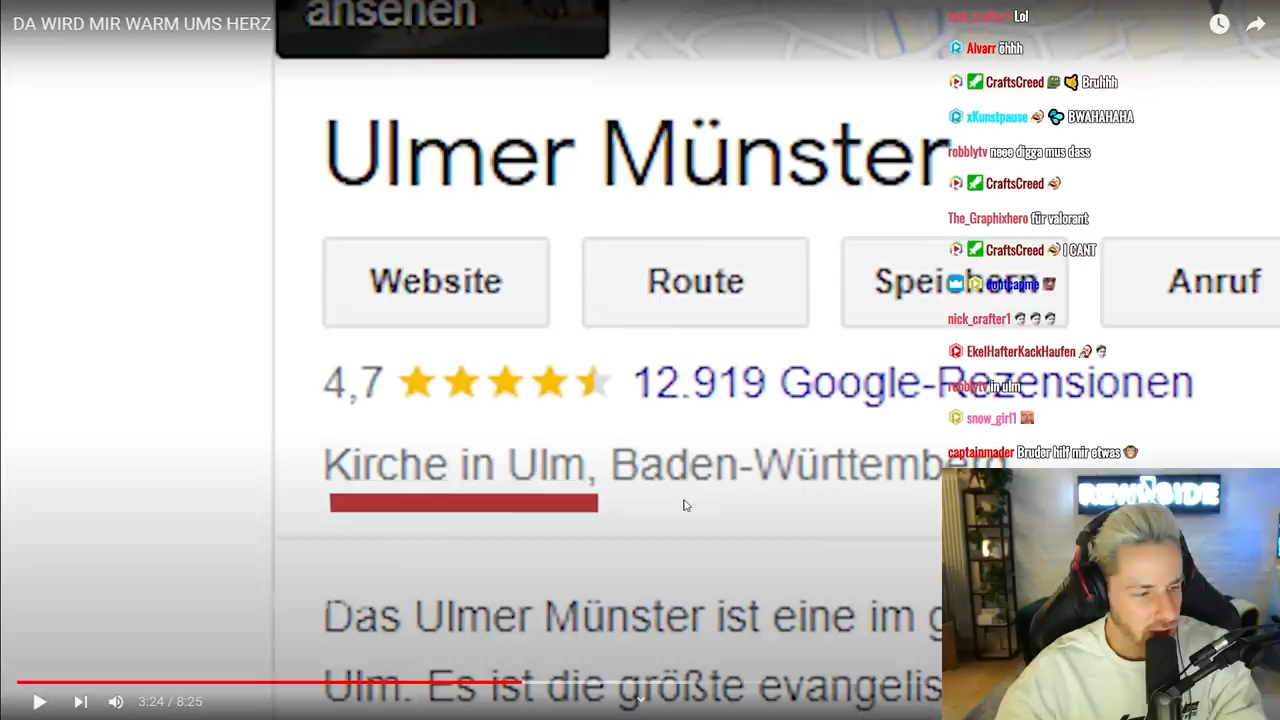 DA WIRD MIR WARM UMS HERZ
ansehen
Ulmer Münster
Website
Route
Speichern
Anruf
4,7
12.919 Google-Rezensionen
Kirche in Ulm, Baden-Württemberg
Das Ulmer Münster ist eine im g
Ulm. Es ist die größte evangelis
3:24 / 8:25
nick_crafter1 Lol
Alvarr öhhh
CraftsCreed Bruhhh
xKunstpause BWAHAHAHA
robblytv neee digga mus dass
CraftsCreed
The_Graphixhero für valorant
CraftsCreed I CANT
dontcapme
nick_crafter1
EkelHafterKackHaufen
robblytv in ulm
snow_girl1
captainmader Bruder hilf mir etwas
REWINSIDE